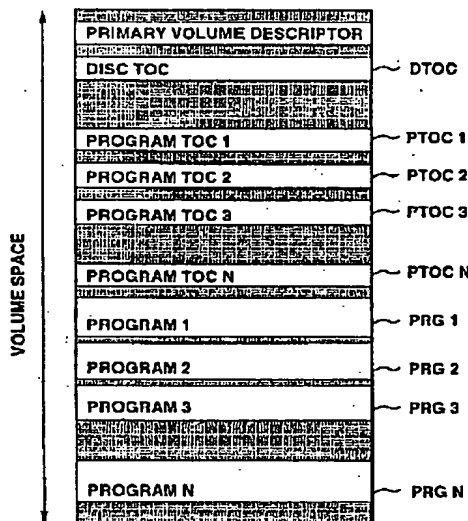 PRIMARY VOLUME DESCRIPTOR
DISC TOC DTOC
PROGRAM TOC 1 PTOC 1
PROGRAM TOC 2 PTOC 2
PROGRAM TOC 3 PTOC 3
PROGRAM TOC N PTOC N
PROGRAM 1 PRG 1
PROGRAM 2 PRG 2
PROGRAM 3 PRG 3
PROGRAM N PRG N
VOLUME SPACE